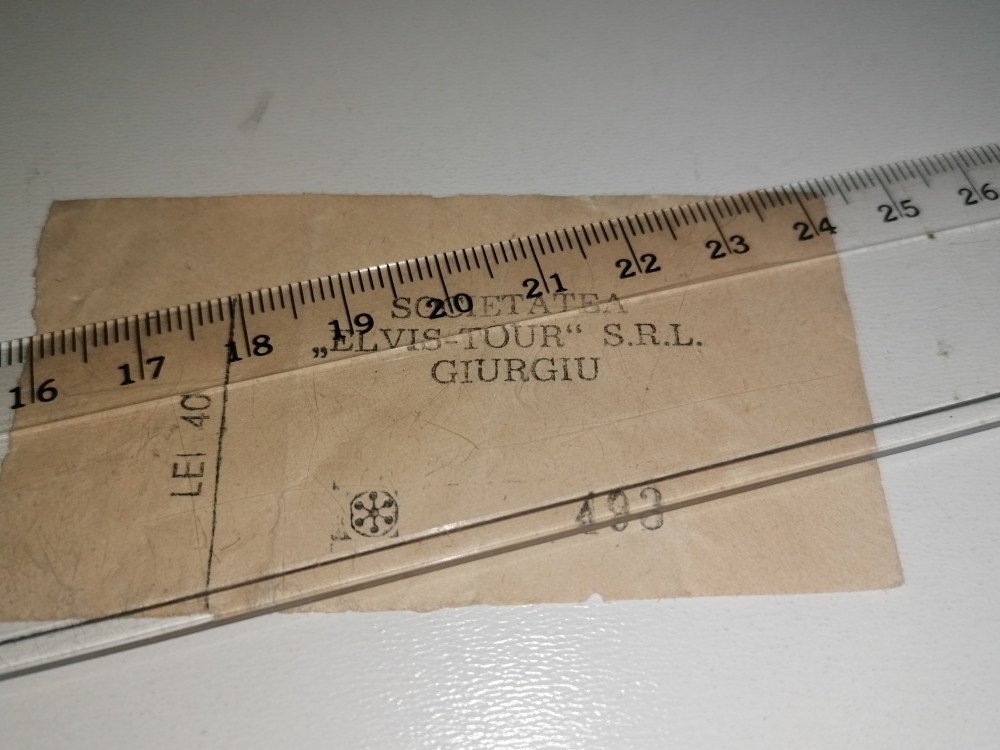 16 17 18 19 20 21 22 23 24 25 26
SOCIETATEA
„ELVIS-TOUR“ S.R.L.
GIURGIU
LEI 40
493